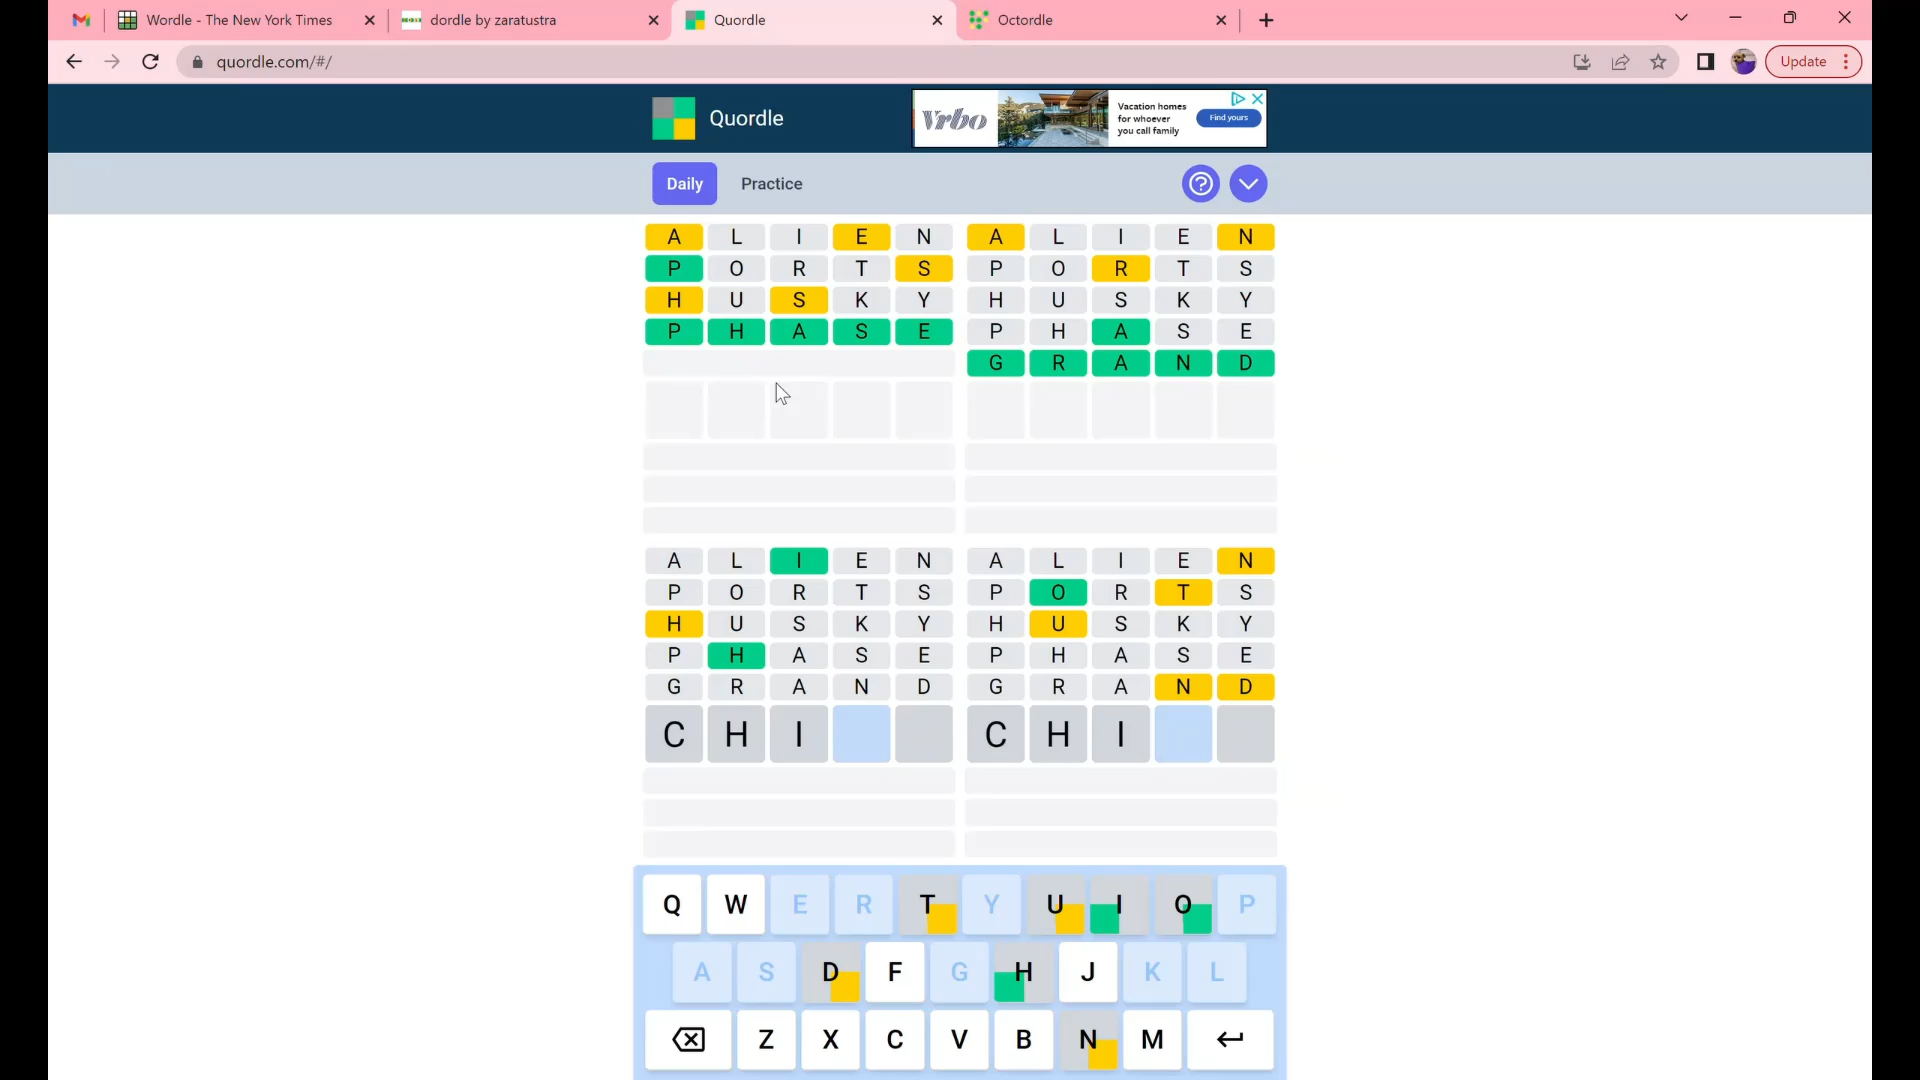 Wordle - The New York Times
dordle by zaratustra
Quordle
Octordle
quordle.com/#/
Update
Quordle
Vrbo
Vacation homes
for whoever
you call family
Find yours
Daily
Practice
A L I E N A L I E N
P O R T S P O R T S
H U S K Y H U S K Y
P H A S E P H A S E
G R A N D
A L I E N A L I E N
P O R T S P O R T S
H U S K Y H U S K Y
P H A S E P H A S E
G R A N D G R A N D
C H I C H I
Q W E R T Y U I O P
A S D F G H J K L
Z X C V B N M